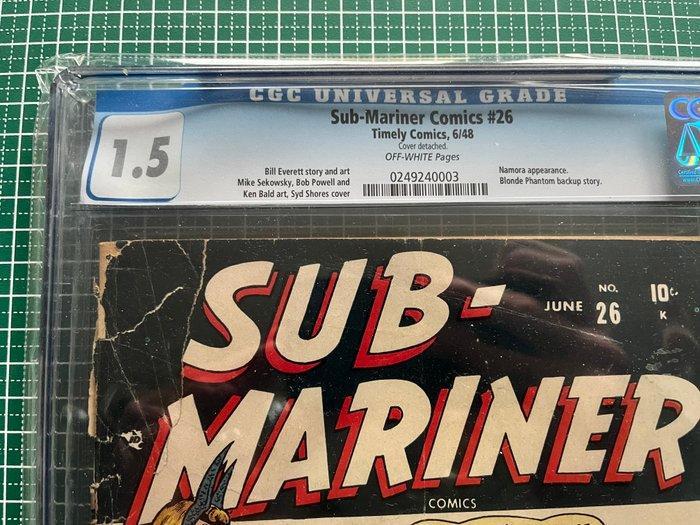 CGC UNIVERSAL GRADE
1.5
Sub-Mariner Comics #26
Timely Comics, 6/48
Cover detached.
OFF-WHITE Pages
Bill Everett story and art
Mike Sekowsky, Bob Powell and
Ken Bald art, Syd Shores cover
0249240003
Namora appearance.
Blonde Phantom backup story.
SUB-
JUNE NO. 26
10¢
K
MARINER
COMICS